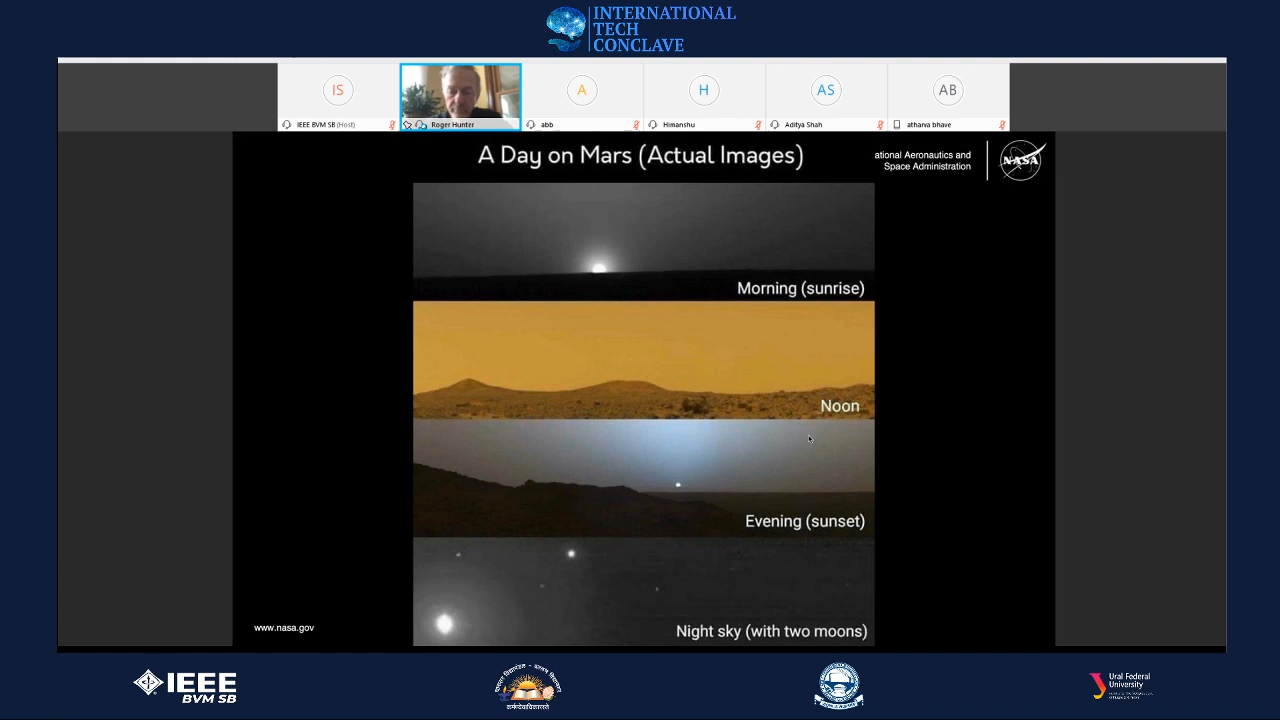 INTERNATIONAL
TECH
CONCLAVE
IS
A
H
AS
AB
IEEE BVM SB (Host)
Roger Hunter
abb
Himanshu
Aditya Shah
atharva bhave
A Day on Mars (Actual Images)
ational Aeronautics and
Space Administration
NASA
Morning (sunrise)
Noon
Evening (sunset)
Night sky (with two moons)
www.nasa.gov
IEEE
BVM SB
Ural Federal
University